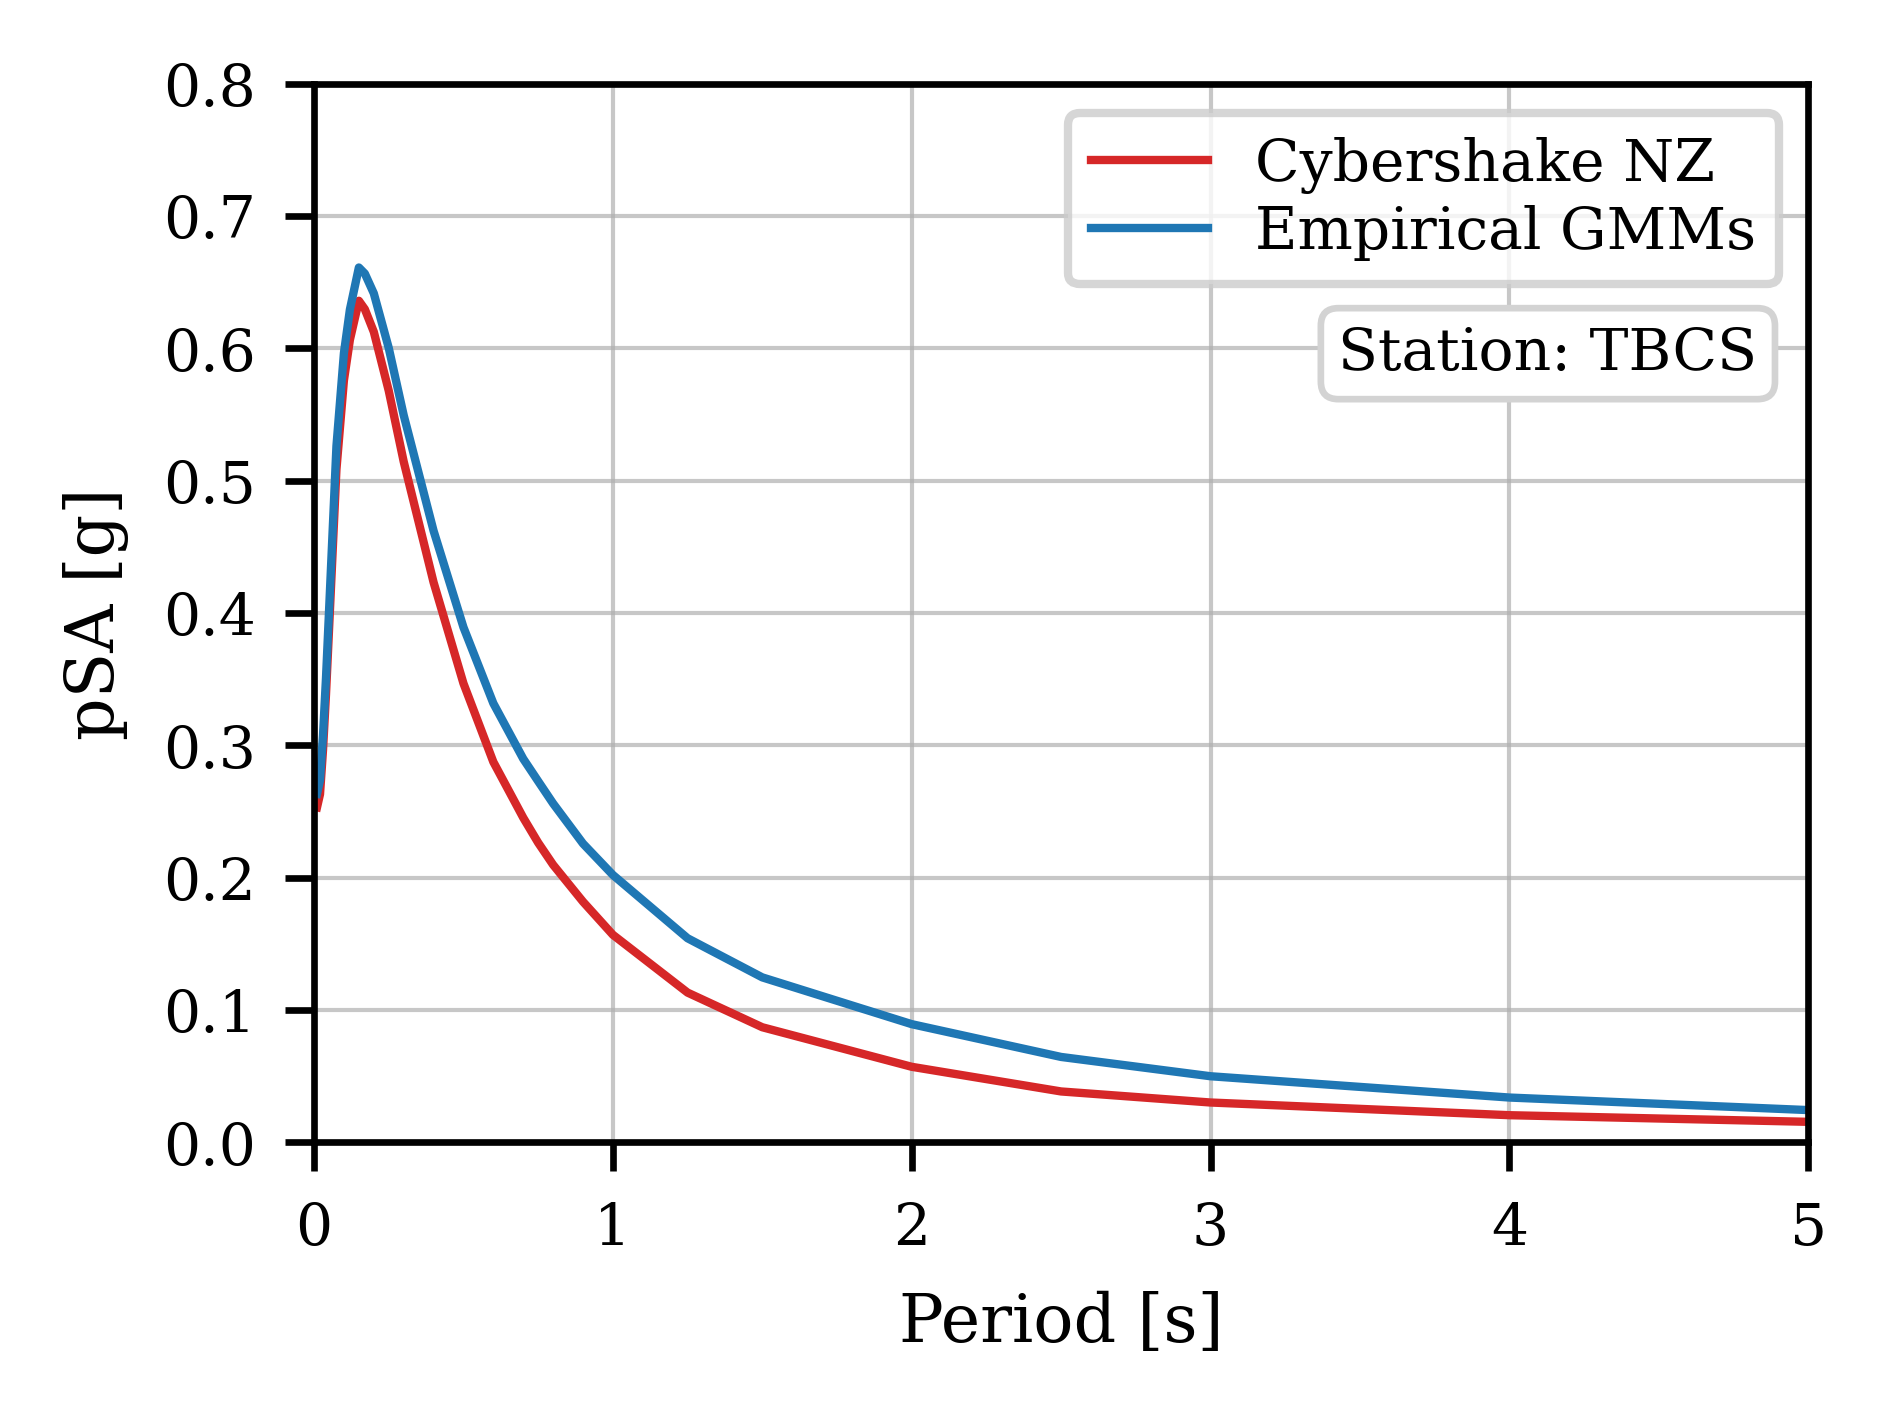 0.8
0.7
0.6
0.5
0.4
0.3
0.2
0.1
0.0
pSA [g]
Cybershake NZ
Empirical GMMs
Station: TBCS
0 1 2 3 4 5
Period [s]